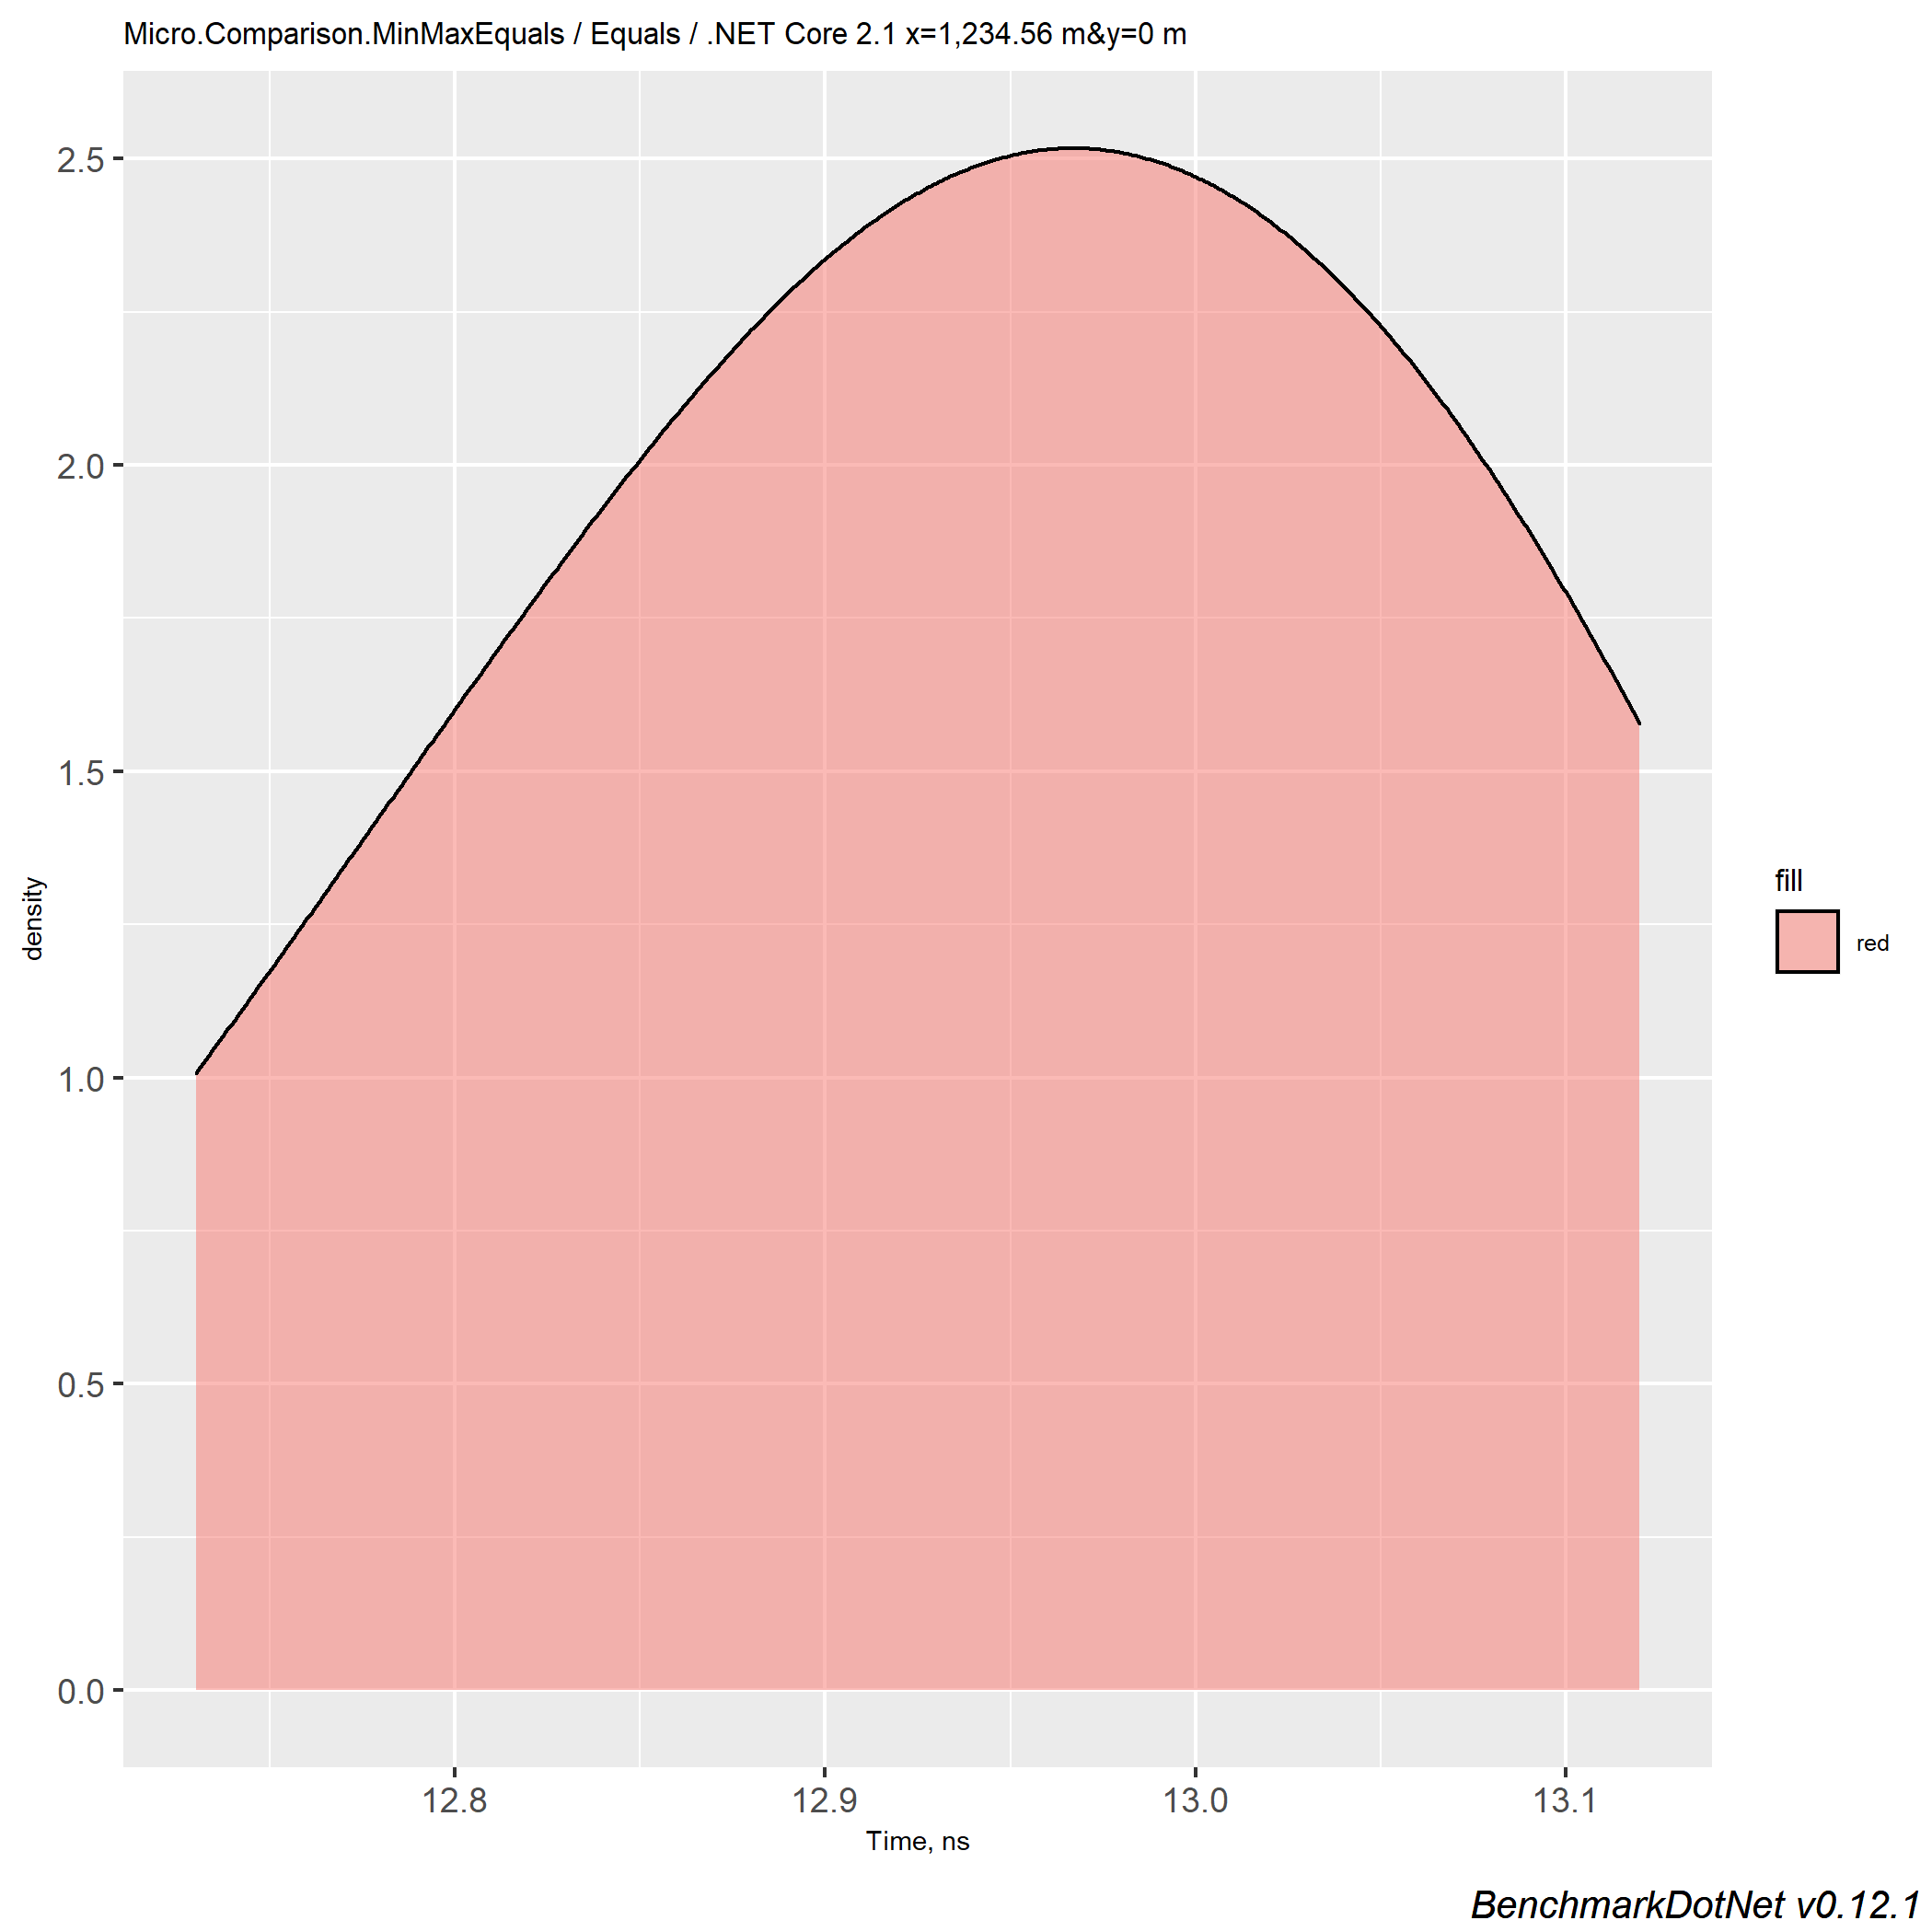 Micro.Comparison.MinMaxEquals / Equals / .NET Core 2.1 x=1,234.56 m&y=0 m
2.5
2.0
1.5
1.0
0.5
0.0
density
12.8 12.9 13.0 13.1
Time, ns
fill
red
BenchmarkDotNet v0.12.1